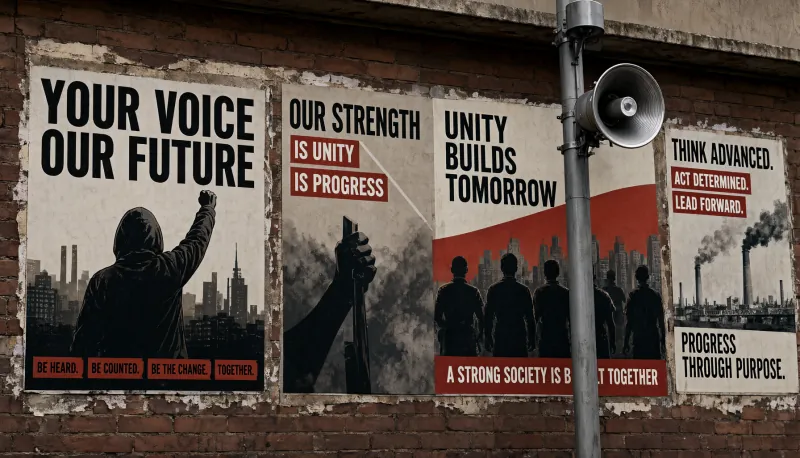 YOUR VOICE
OUR FUTURE
BE HEARD. BE COUNTED. BE THE CHANGE. TOGETHER.
OUR STRENGTH
IS UNITY
IS PROGRESS
UNITY
BUILDS
TOMORROW
A STRONG SOCIETY IS B LT TOGETHER
THINK ADVANCED.
ACT DETERMINED.
LEAD FORWARD.
PROGRESS
THROUGH PURPOSE.